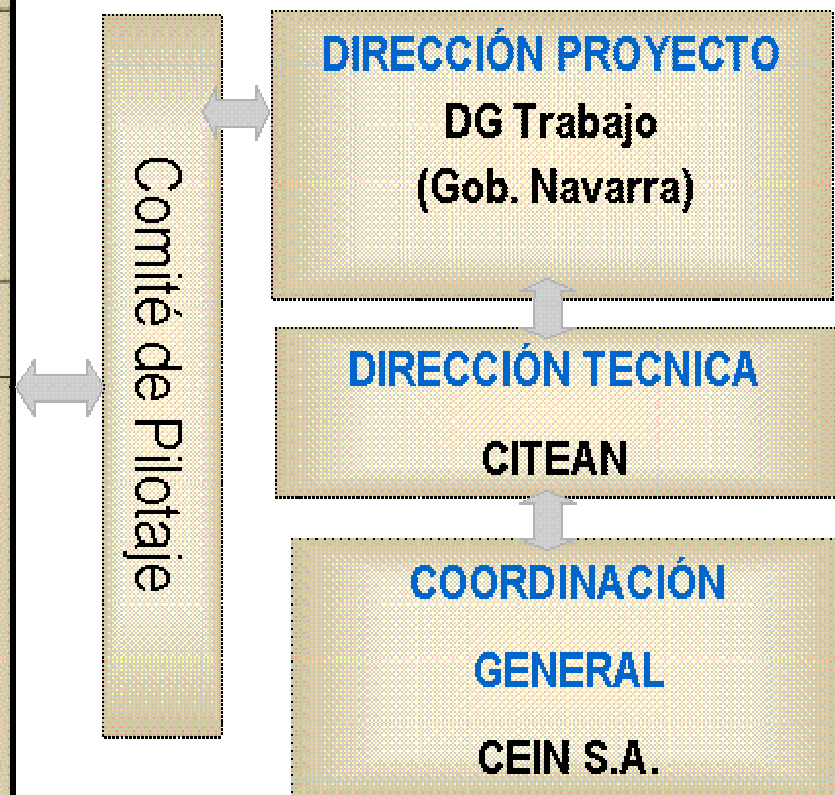 Comité de Pilotaje
DIRECCIÓN PROYECTO
DG Trabajo
(Gob. Navarra)
DIRECCIÓN TECNICA
CITEAN
COORDINACIÓN
GENERAL
CEIN S.A.